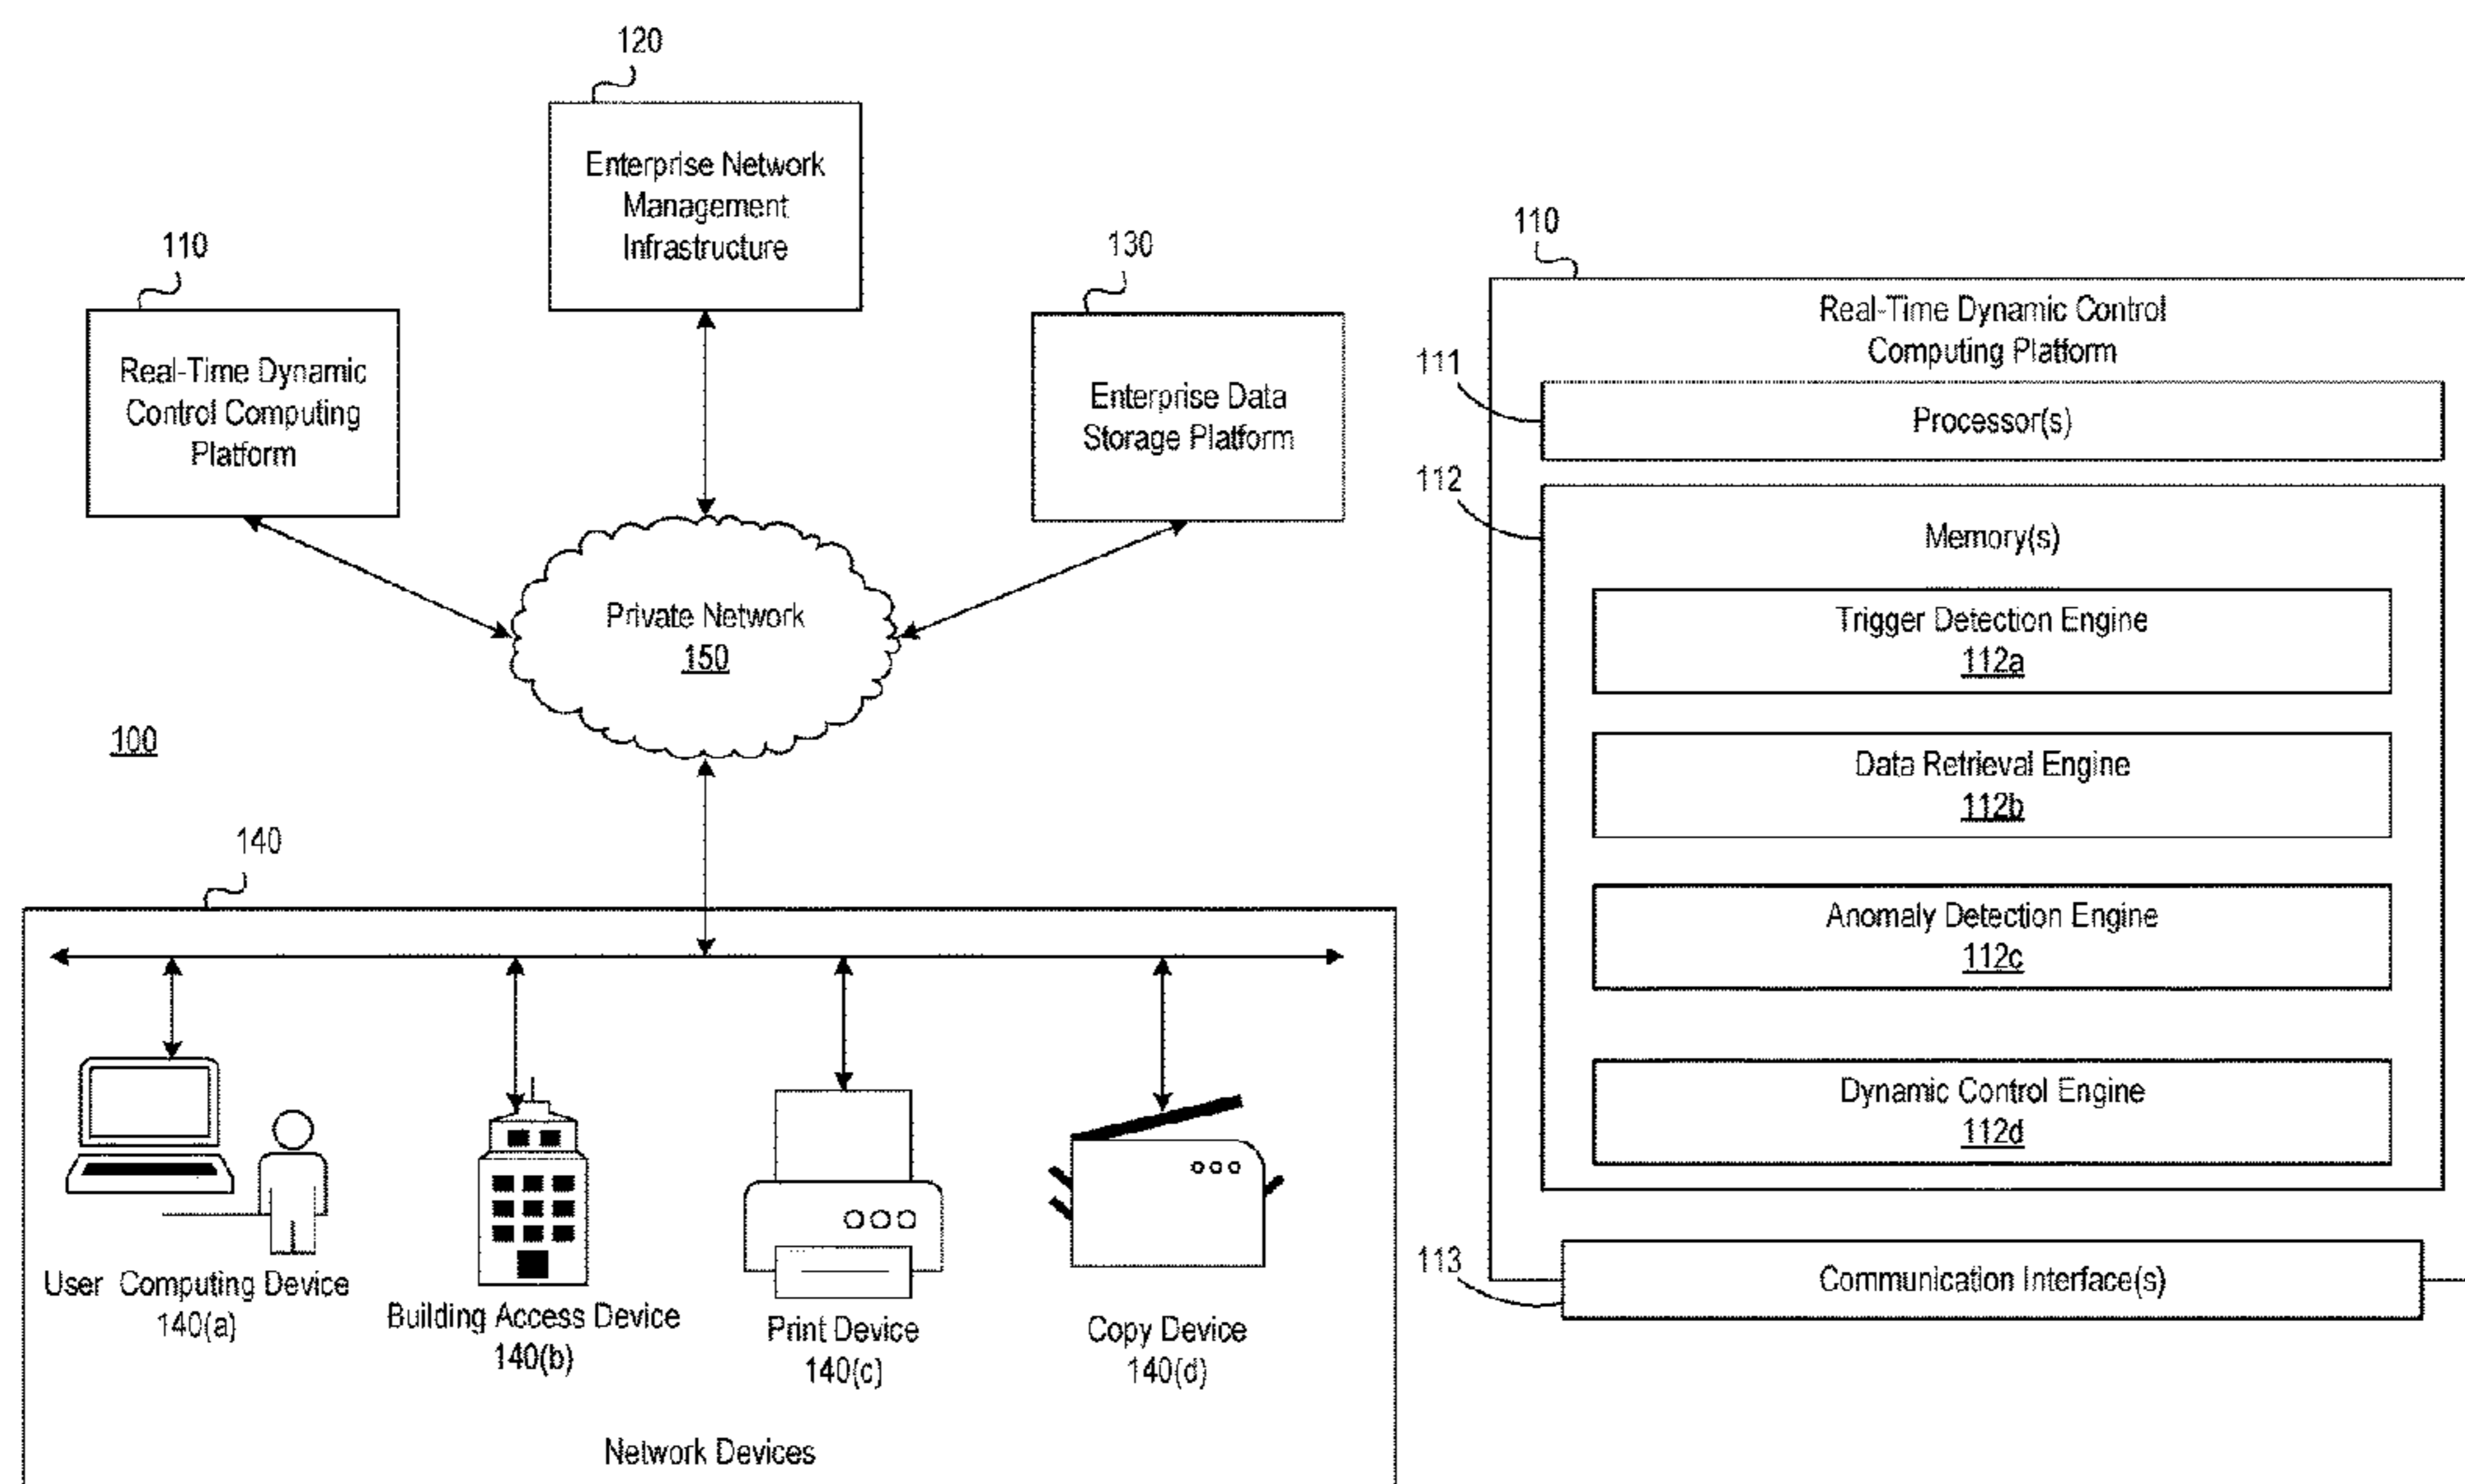 120
Enterprise Network
Management
Infrastructure
110
Real-Time Dynamic
Control Computing
Platform
130
Enterprise Data
Storage Platform
Private Network
150
100
140
User Computing Device
140(a)
Building Access Device
140(b)
Print Device
140(c)
Copy Device
140(d)
Network Devices
110
Real-Time Dynamic Control
Computing Platform
111
Processor(s)
112
Memory(s)
Trigger Detection Engine
112a
Data Retrieval Engine
112b
Anomaly Detection Engine
112c
Dynamic Control Engine
112d
113
Communication Interface(s)